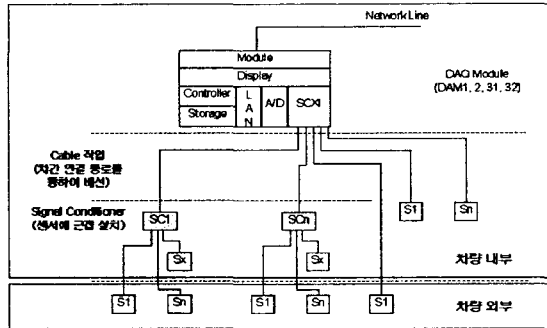 Network Line
Module
Display
Controller
Storage
LAN
A/D
SCXI
DAQ Module
(DAM1, 2, 31, 32)
Cable 작업
(차간 연결 통로를
통하여 배선)
Signal Conditioner
(센서에 근접 설치)
SC1
SCn
S1
Sn
Sx
Sx
차량 내부
S1
Sn
S1
Sn
S1
차량 외부